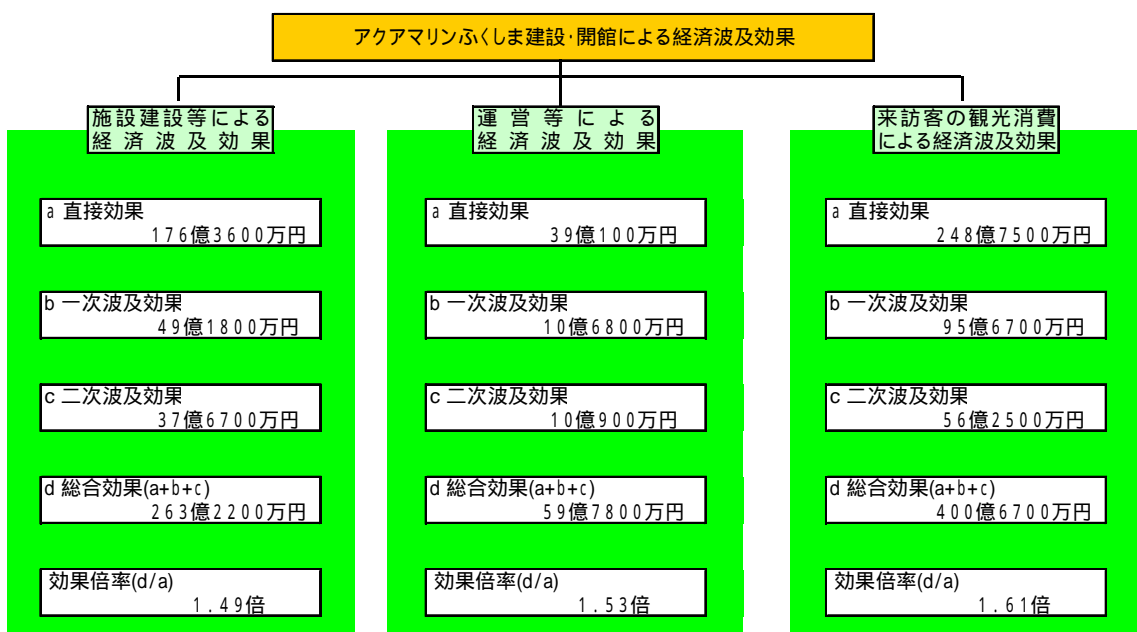 アクアマリンふくしま建設・開館による経済波及効果
施設建設等による
経済波及効果
a 直接効果
176億3600万円
b 一次波及効果
49億1800万円
c 二次波及効果
37億6700万円
d 総合効果(a+b+c)
263億2200万円
効果倍率(d/a)
1.49倍
運営等による
経済波及効果
a 直接効果
39億100万円
b 一次波及効果
10億6800万円
c 二次波及効果
10億900万円
d 総合効果(a+b+c)
59億7800万円
効果倍率(d/a)
1.53倍
来訪客の観光消費
による経済波及効果
a 直接効果
248億7500万円
b 一次波及効果
95億6700万円
c 二次波及効果
56億2500万円
d 総合効果(a+b+c)
400億6700万円
効果倍率(d/a)
1.61倍